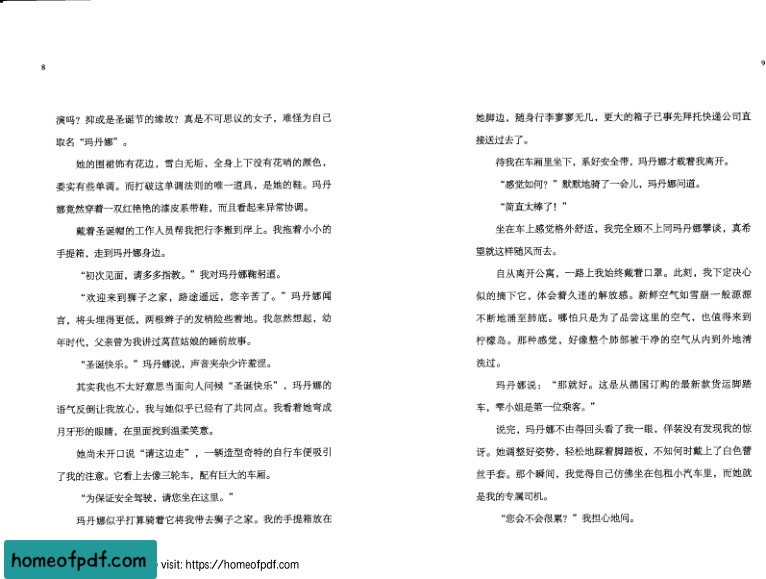 8
演吗？抑或是圣诞节的缘故？真是不可思议的女子，难怪为自己
取名“玛丹娜”。
她的围裙饰有花边，雪白无垢，全身上下没有花哨的颜色，
委实有些单调。而打破这单调法则的唯一道具，是她的鞋。玛丹
娜竟然穿着一双红艳艳的漆皮系带鞋，而且看起来异常协调。
戴着圣诞帽的工作人员帮我把行李搬到岸上。我拖着小小的
手提箱，走到玛丹娜身边。
“初次见面，请多多指教。”我对玛丹娜鞠躬道。
“欢迎来到狮子之家，路途遥远，您辛苦了。”玛丹娜闻
言，将头埋得更低，两根辫子的发梢险些着地。我忽然想起，幼
年时代，父亲曾为我讲过莴苣姑娘的睡前故事。
“圣诞快乐。”玛丹娜说，声音夹杂少许羞涩。
其实我也不太好意思当面向人问候“圣诞快乐”，玛丹娜的
语气反倒让我放心，我与她似乎已经有了共同点。我看着她弯成
月牙形的眼睛，在里面找到温柔笑意。
她尚未开口说“请这边走”，一辆造型奇特的自行车便吸引
了我的注意。它看上去像三轮车，配有巨大的车厢。
“为保证安全驾驶，请您坐在这里。”
玛丹娜似乎打算骑着它将我带去狮子之家。我的手提箱放在
9
她脚边，随身行李寥寥无几，更大的箱子已事先拜托快递公司直
接送过去了。
待我在车厢里坐下，系好安全带，玛丹娜才载着我离开。
“感觉如何？”默默地骑了一会儿，玛丹娜问道。
“简直太棒了！”
坐在车上感觉格外舒适，我完全顾不上同玛丹娜攀谈，真希
望就这样随风而去。
自从离开公寓，一路上我始终戴着口罩。此刻，我下定决心
似的摘下它，体会着久违的解放感。新鲜空气如雪崩一般源源
不断地涌至肺底。哪怕只是为了品尝这里的空气，也值得来到
柠檬岛。那种感觉，好像整个肺部被干净的空气从内到外地清
洗过。
玛丹娜说：“那就好。这是从德国订购的最新款货运脚踏
车，雫小姐是第一位乘客。”
说完，玛丹娜不由得回头看了我一眼，佯装没有发现我的惊
讶。她调整好姿势，轻松地踩着脚踏板，不知何时戴上了白色蕾
丝手套。那个瞬间，我觉得自己仿佛坐在包租小汽车里，而她就
是我的专属司机。
“您会不会很累？”我担心地问。
homeofpdf.com
visit: https://homeofpdf.com